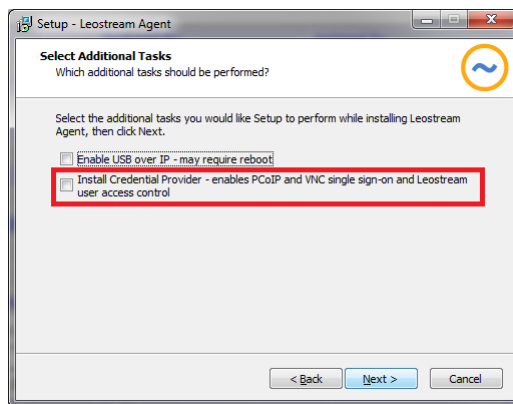 Setup - Leostream Agent
Select Additional Tasks
Which additional tasks should be performed?
Select the additional tasks you would like Setup to perform while installing Leostream
Agent, then click Next.
Enable USB over IP - may require reboot
Install Credential Provider - enables PCoIP and VNC single sign-on and Leostream
user access control
< Back
Next >
Cancel